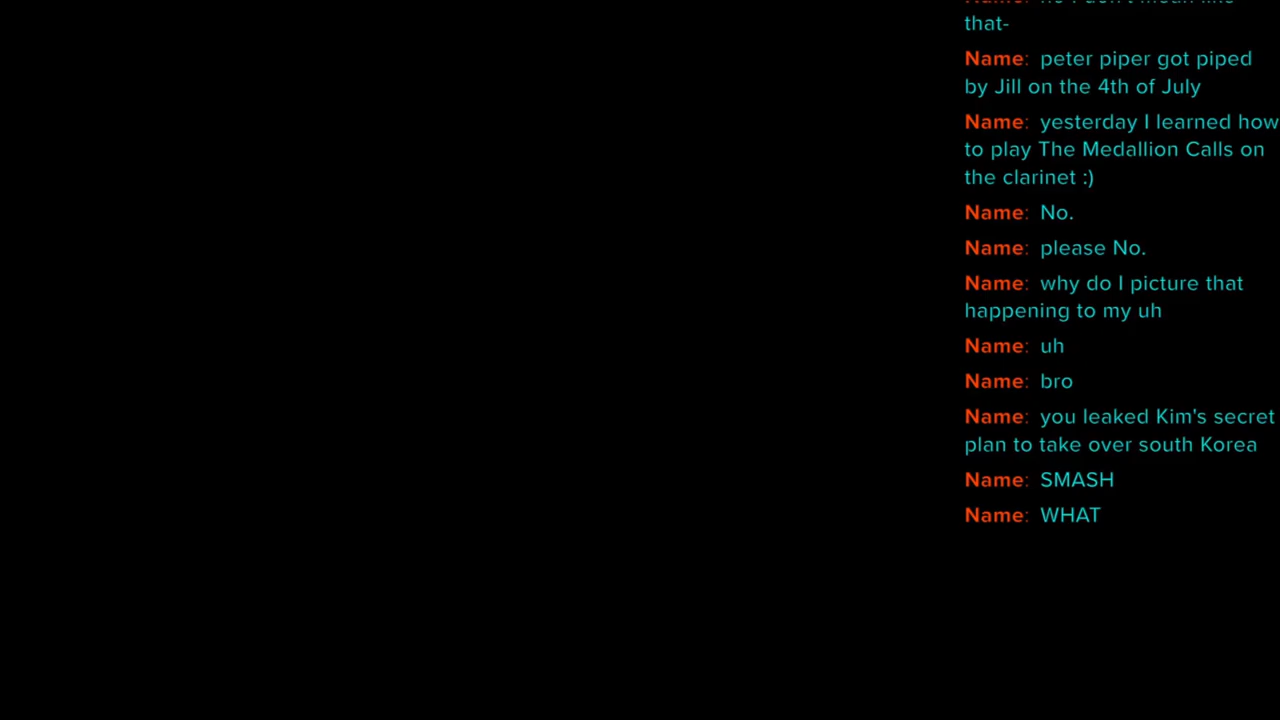 that-
Name: peter piper got piped
by Jill on the 4th of July
Name: yesterday I learned how
to play The Medallion Calls on
the clarinet :)
Name: No.
Name: please No.
Name: why do I picture that
happening to my uh
Name: uh
Name: bro
Name: you leaked Kim's secret
plan to take over south Korea
Name: SMASH
Name: WHAT